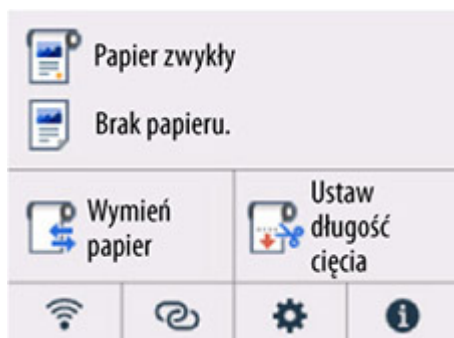 Papier zwykły
Brak papieru.
Wymień
papier
Ustaw
długość
cięcia